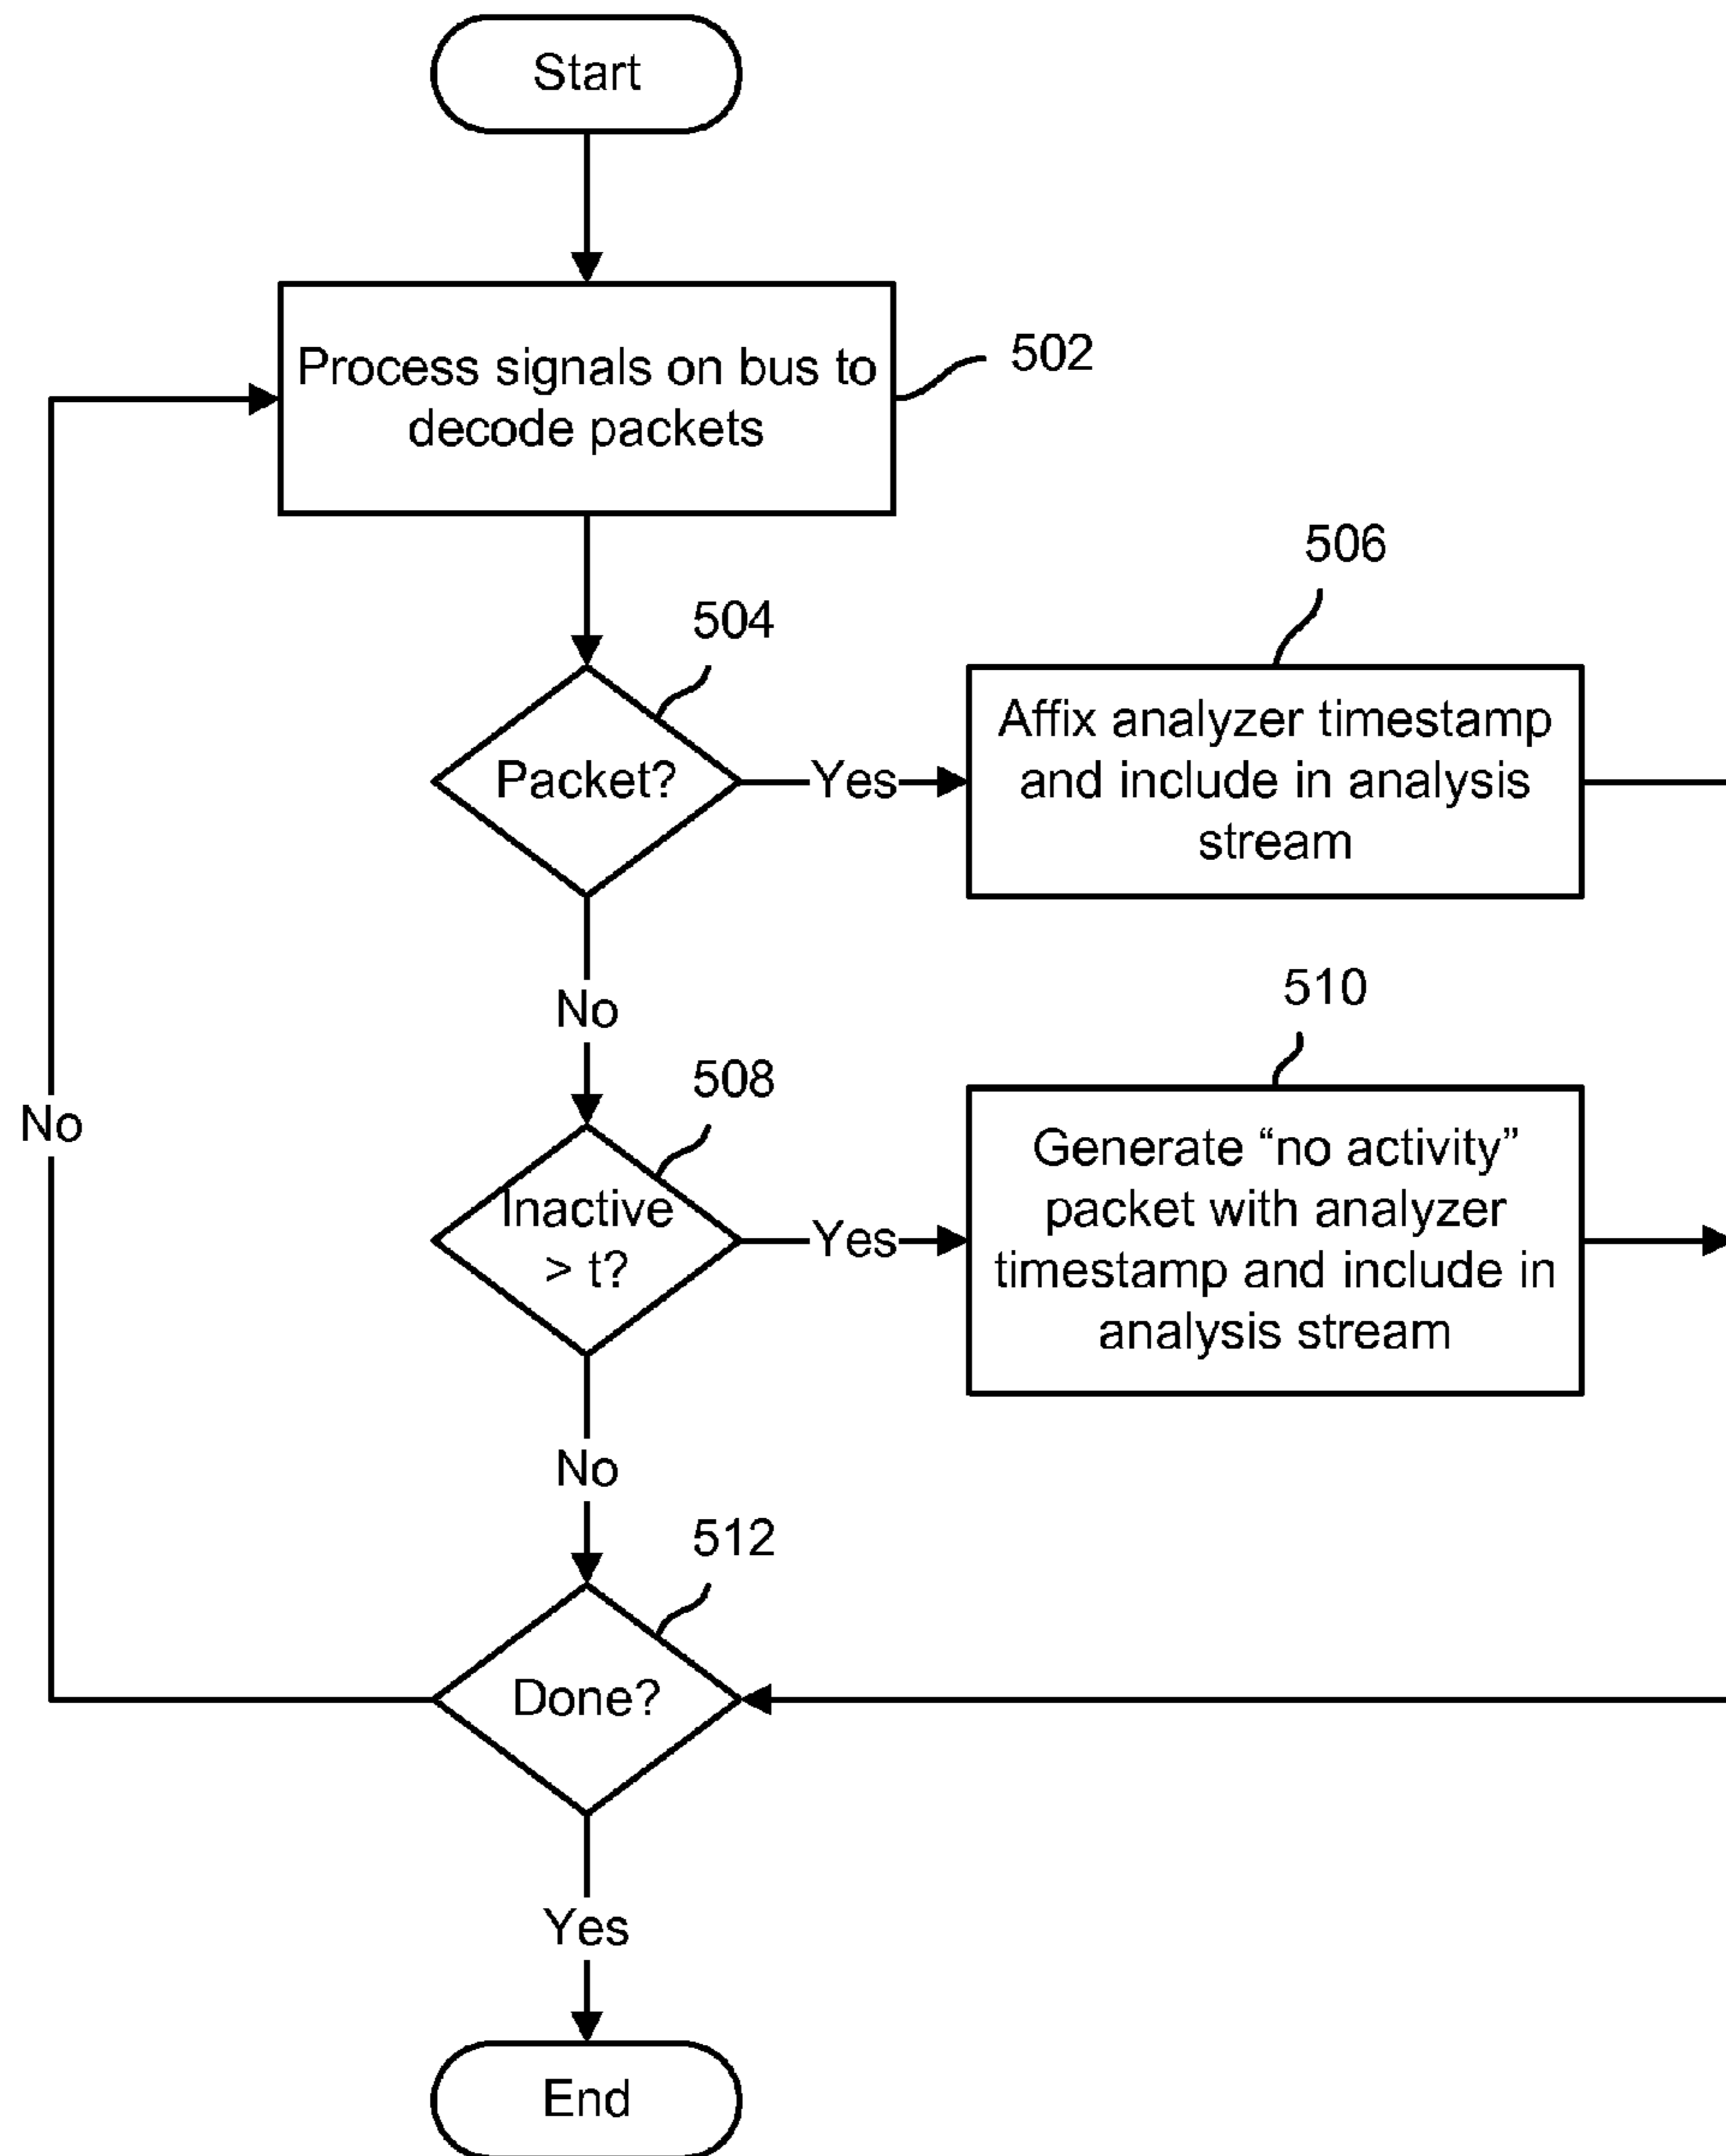 Start
Process signals on bus to
decode packets
502
504
506
Packet?
Yes
Affix analyzer timestamp
and include in analysis
stream
No
508
510
Inactive
> t?
Yes
Generate “no activity”
packet with analyzer
timestamp and include in
analysis stream
No
No
512
Done?
Yes
End